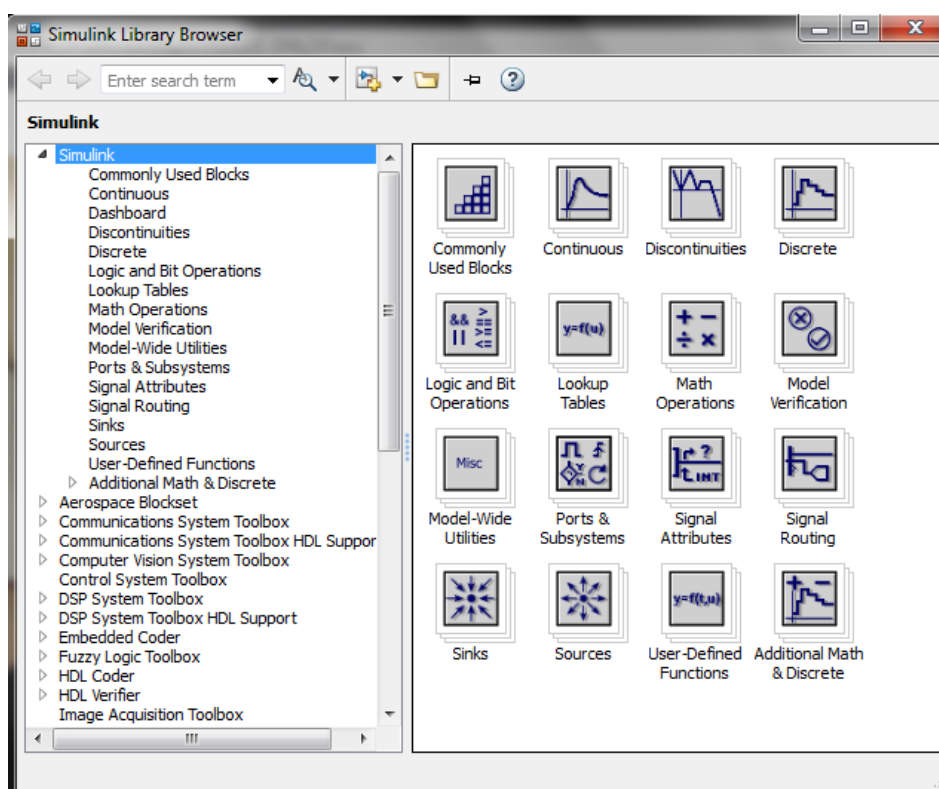 Simulink Library Browser
Enter search term
Simulink
Simulink
Commonly Used Blocks
Continuous
Dashboard
Discontinuities
Discrete
Logic and Bit Operations
Lookup Tables
Math Operations
Model Verification
Model-Wide Utilities
Ports & Subsystems
Signal Attributes
Signal Routing
Sinks
Sources
User-Defined Functions
Additional Math & Discrete
Aerospace Blockset
Communications System Toolbox
Communications System Toolbox HDL Suppor
Computer Vision System Toolbox
Control System Toolbox
DSP System Toolbox
DSP System Toolbox HDL Support
Embedded Coder
Fuzzy Logic Toolbox
HDL Coder
HDL Verifier
Image Acquisition Toolbox
Commonly
Used Blocks
Continuous
Discontinuities
Discrete
&& > ==
|| >= <=
Logic and Bit
Operations
y=f(u)
Lookup
Tables
+ −
÷ ×
Math
Operations
Model
Verification
Misc
Model-Wide
Utilities
Y
N
Ports &
Subsystems
?
INT
Signal
Attributes
Signal
Routing
Sinks
Sources
y=f(t,u)
User-Defined
Functions
+ −
Additional Math
& Discrete